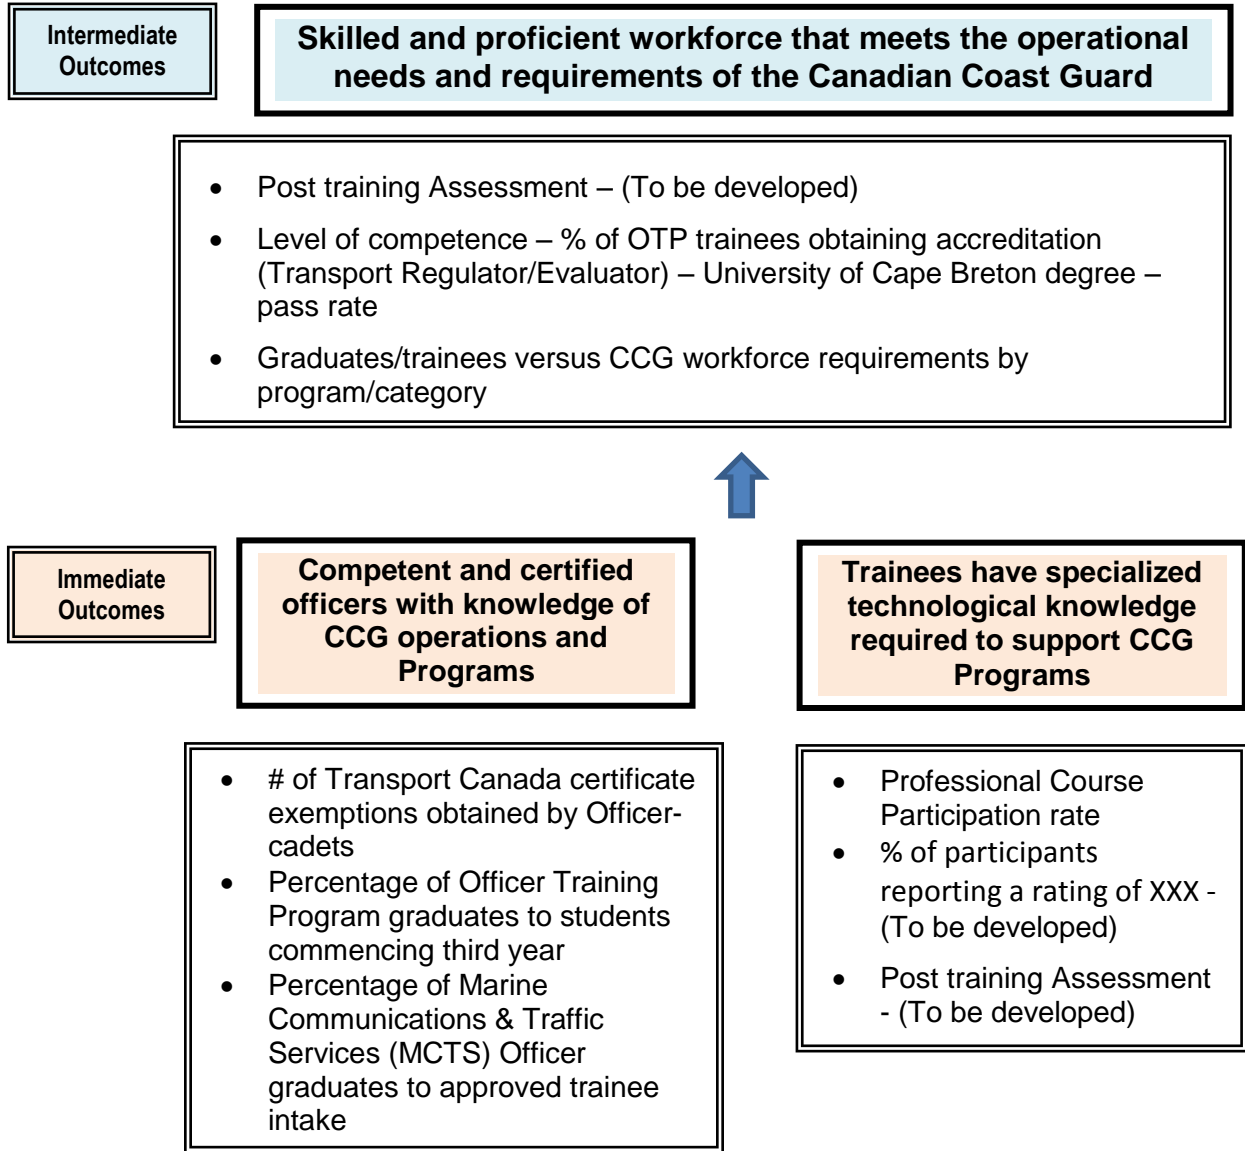 Intermediate
Outcomes
Skilled and proficient workforce that meets the operational
needs and requirements of the Canadian Coast Guard
• Post training Assessment – (To be developed)
• Level of competence – % of OTP trainees obtaining accreditation
(Transport Regulator/Evaluator) – University of Cape Breton degree –
pass rate
• Graduates/trainees versus CCG workforce requirements by
program/category
Immediate
Outcomes
Competent and certified
officers with knowledge of
CCG operations and
Programs
• # of Transport Canada certificate
exemptions obtained by Officer-
cadets
• Percentage of Officer Training
Program graduates to students
commencing third year
• Percentage of Marine
Communications & Traffic
Services (MCTS) Officer
graduates to approved trainee
intake
Trainees have specialized
technological knowledge
required to support CCG
Programs
• Professional Course
Participation rate
• % of participants
reporting a rating of XXX -
(To be developed)
• Post training Assessment
- (To be developed)